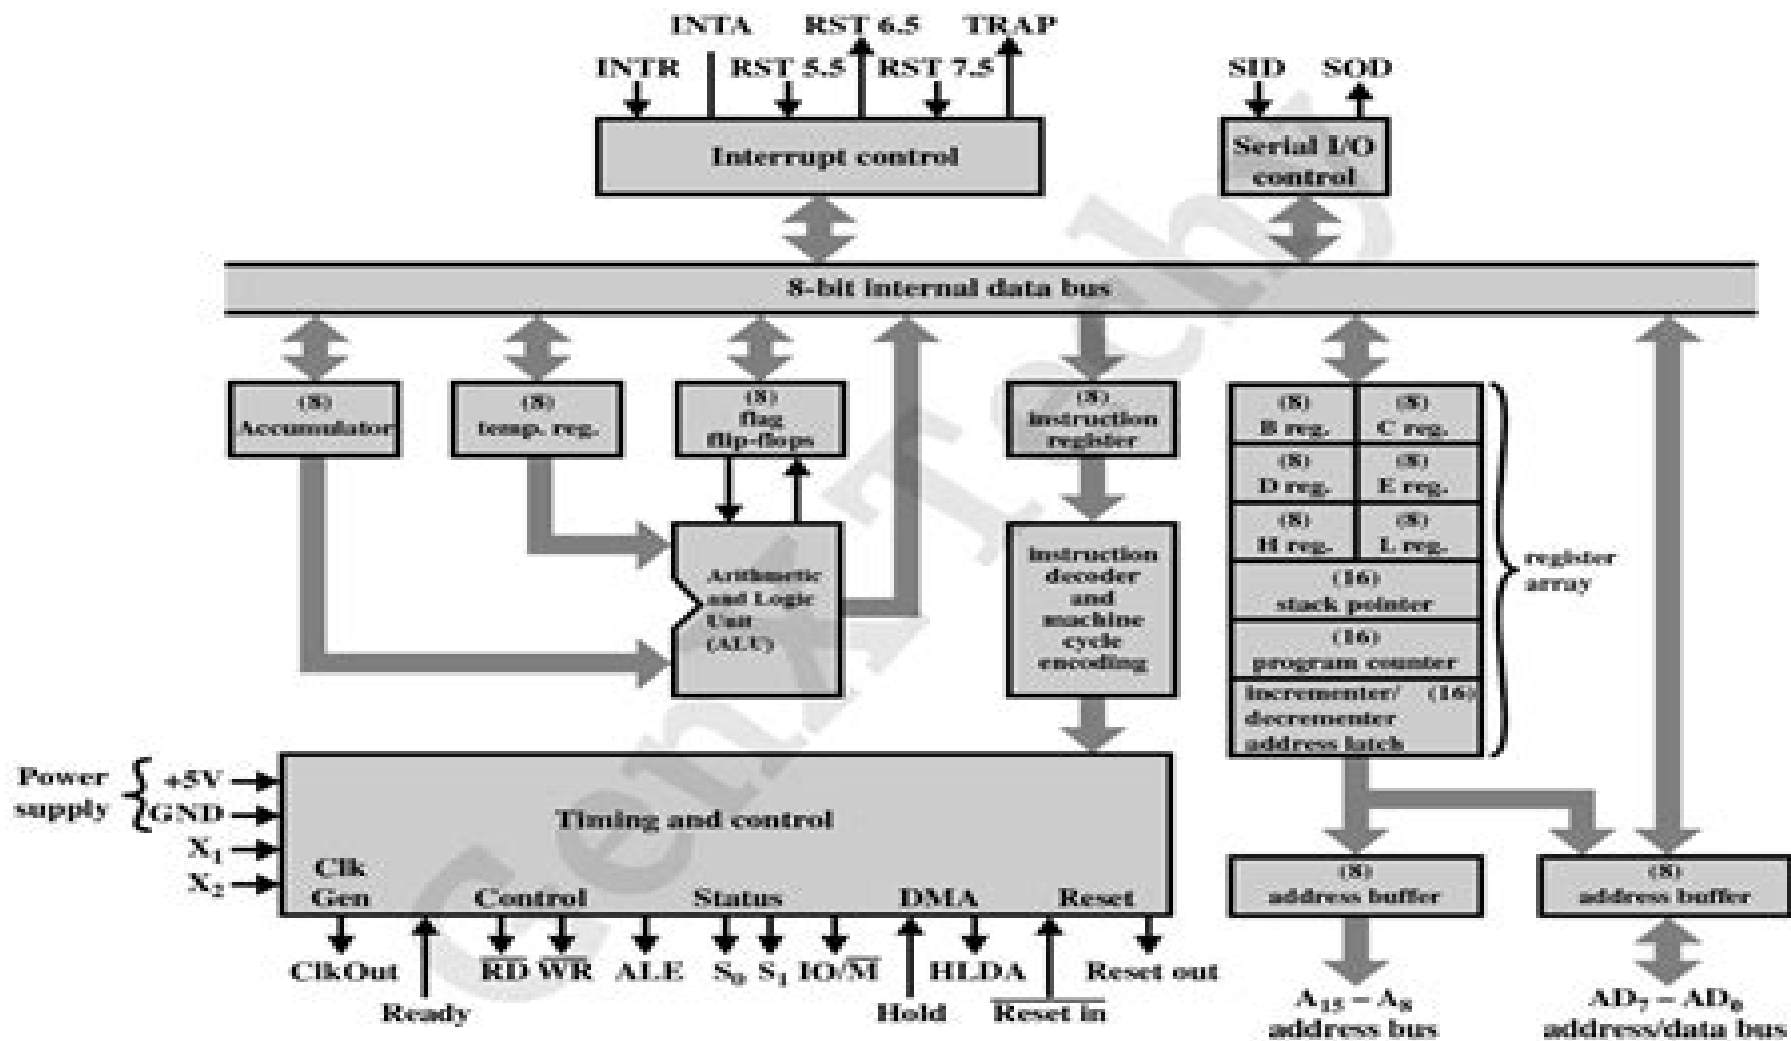 INTA RST 6.5 TRAP
INTR RST 5.5 RST 7.5 SID SOD
Interrupt control
Serial I/O
control
8-bit internal data bus
(8)
Accumulator
(8)
temp. reg.
(8)
flag
flip-flops
(8)
instruction
register
(8)
B reg.
(8)
C reg.
(8)
D reg.
(8)
E reg.
(8)
H reg.
(8)
L reg.
(16)
stack pointer
(16)
program counter
incrementer/ (16)
decrementer
address latch
register
array
Arithmetic
and Logic
Unit
(ALU)
instruction
decoder
and
machine
cycle
encoding
Power
supply
+5V
GND
X₁
X₂
Timing and control
Clk
Gen
Control
Status
DMA
Reset
ClkOut
Ready
R̅D̅
W̅R̅
ALE
S₀
S₁
IO/M̅
Hold
HLDA
R̅e̅s̅e̅t̅ ̅i̅n̅
Reset out
(8)
address buffer
(8)
address buffer
A₁₅ – A₈
address bus
AD₇ – AD₀
address/data bus
GenXTechy